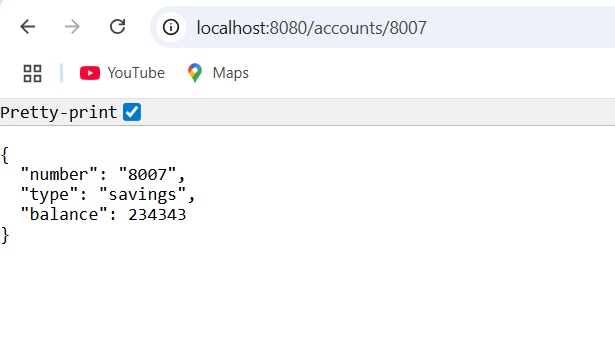 localhost:8080/accounts/8007
YouTube Maps
Pretty-print
{
"number": "8007",
"type": "savings",
"balance": 234343
}